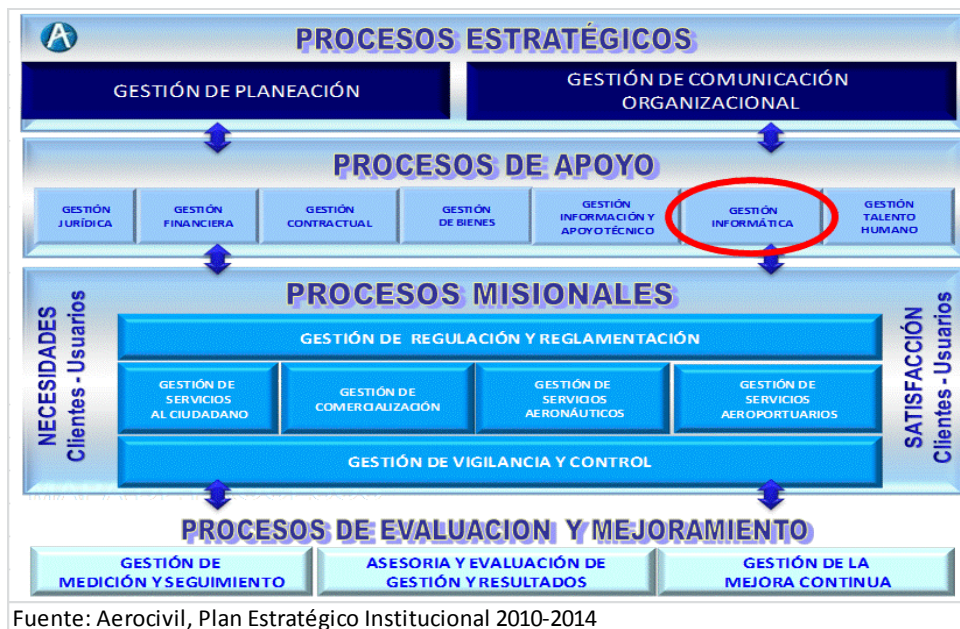 PROCESOS ESTRATÉGICOS
GESTIÓN DE PLANEACIÓN
GESTIÓN DE COMUNICACIÓN
ORGANIZACIONAL
PROCESOS DE APOYO
GESTIÓN
JURÍDICA
GESTIÓN
FINANCIERA
GESTIÓN
CONTRACTUAL
GESTIÓN
DE BIENES
GESTIÓN
INFORMACIÓN Y
APOYO TÉCNICO
GESTIÓN
INFORMÁTICA
GESTIÓN
TALENTO
HUMANO
NECESIDADES
Clientes - Usuarios
PROCESOS MISIONALES
GESTIÓN DE REGULACIÓN Y REGLAMENTACIÓN
GESTIÓN DE
SERVICIOS
AL CIUDADANO
GESTIÓN DE
COMERCIALIZACIÓN
GESTIÓN DE
SERVICIOS
AERONÁUTICOS
GESTIÓN DE
SERVICIOS
AEROPORTUARIOS
GESTIÓN DE VIGILANCIA Y CONTROL
SATISFACCIÓN
Clientes - Usuarios
PROCESOS DE EVALUACION Y MEJORAMIENTO
GESTIÓN DE
MEDICIÓN Y SEGUIMIENTO
ASESORIA Y EVALUACIÓN DE
GESTIÓN Y RESULTADOS
GESTIÓN DE LA
MEJORA CONTINUA
Fuente: Aerocivil, Plan Estratégico Institucional 2010-2014